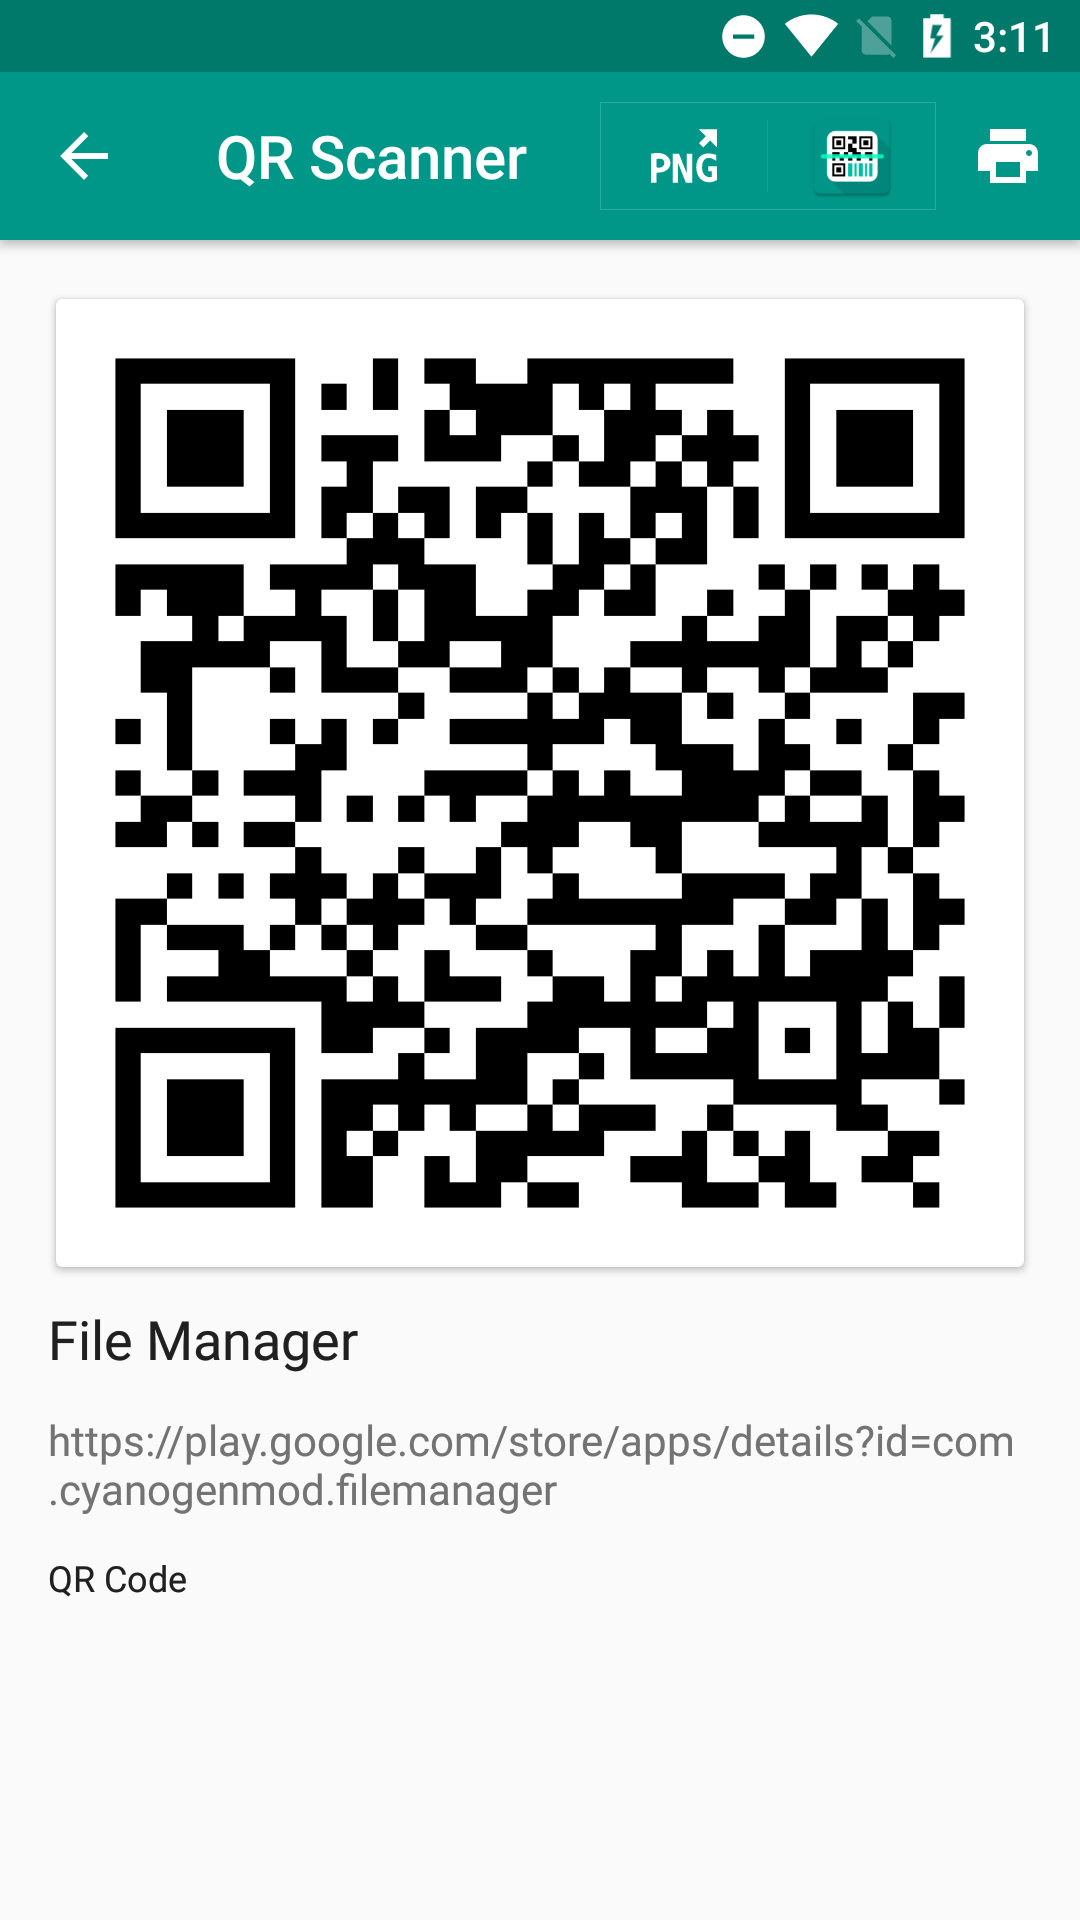 3:11
QR Scanner
PNG
File Manager
https://play.google.com/store/apps/details?id=com
.cyanogenmod.filemanager
QR Code